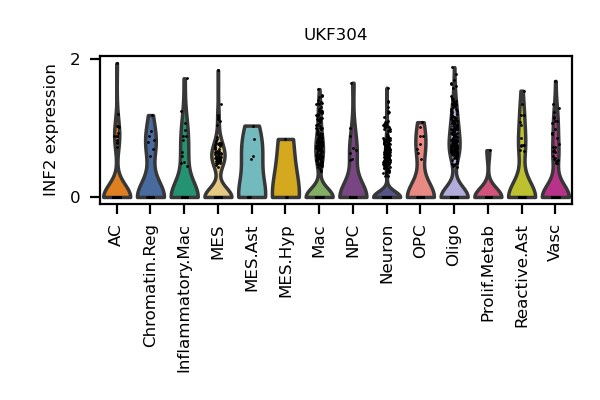 UKF304
INF2 expression
2
0
AC
Chromatin.Reg
Inflammatory.Mac
MES
MES.Ast
MES.Hyp
Mac
NPC
Neuron
OPC
Oligo
Prolif.Metab
Reactive.Ast
Vasc